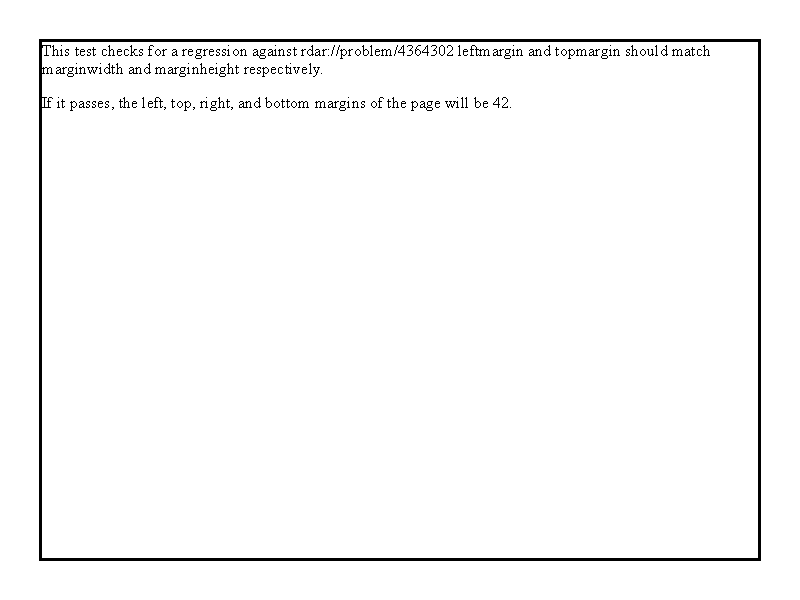 This test checks for a regression against rdar://problem/4364302 leftmargin and topmargin should match
marginwidth and marginheight respectively.
If it passes, the left, top, right, and bottom margins of the page will be 42.